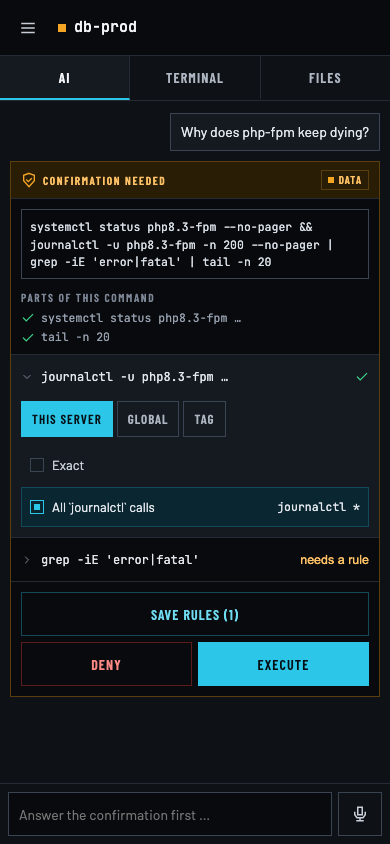 db-prod
AI
TERMINAL
FILES
Why does php-fpm keep dying?
CONFIRMATION NEEDED
DATA
systemctl status php8.3-fpm --no-pager &&
journalctl -u php8.3-fpm -n 200 --no-pager |
grep -iE 'error|fatal' | tail -n 20
PARTS OF THIS COMMAND
systemctl status php8.3-fpm …
tail -n 20
journalctl -u php8.3-fpm …
THIS SERVER
GLOBAL
TAG
Exact
All `journalctl` calls
journalctl *
grep -iE 'error|fatal'
needs a rule
SAVE RULES (1)
DENY
EXECUTE
Answer the confirmation first …